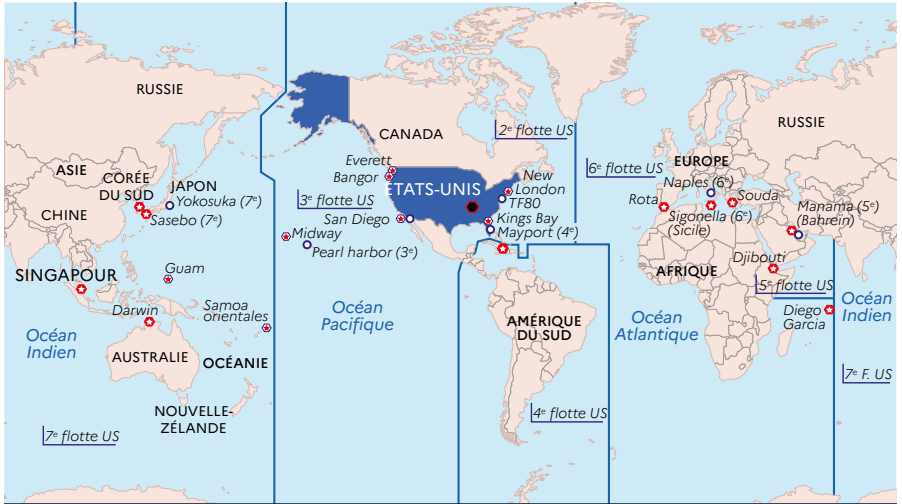 RUSSIE
CANADA
2e flotte US
RUSSIE
ASIE
CORÉE
DU SUD
JAPON
Yokosuka (7e)
Sasebo (7e)
CHINE
Everett
Bangor
ÉTATS-UNIS
3e flotte US
San Diego
New
London
TF80
Kings Bay
Mayport (4e)
Midway
Pearl harbor (3e)
6e flotte US
EUROPE
Naples (6e)
Rota
Souda
Sigonella (6e)
(Sicile)
Manama (5e)
(Bahreïn)
SINGAPOUR
Guam
Djibouti
AFRIQUE
5e flotte US
Darwin
Samoa
orientales
Océan
Pacifique
AMÉRIQUE
DU SUD
Océan
Atlantique
Diego
Garcia
Océan
Indien
Océan
Indien
AUSTRALIE
OCÉANIE
7e F. US
NOUVELLE-
ZÉLANDE
4e flotte US
7e flotte US